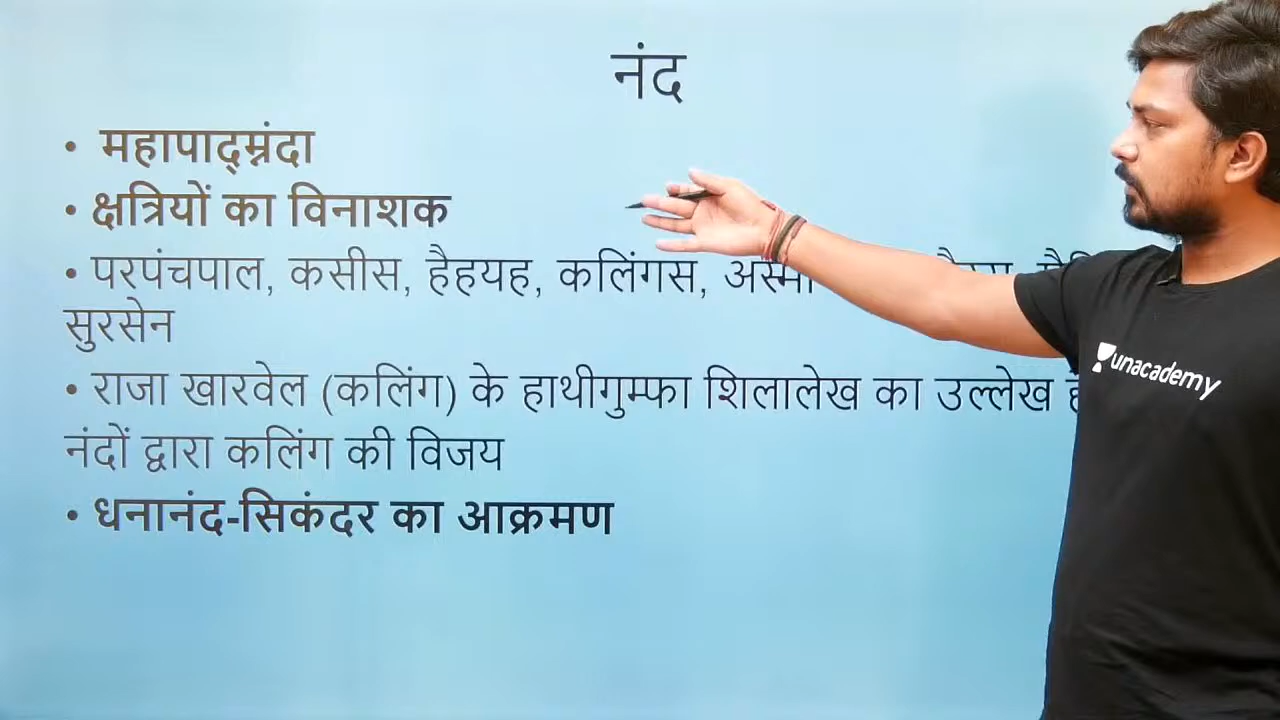 नंद
• महापाद्म्नंदा
• क्षत्रियों का विनाशक
• परपंचपाल, कसीस, हैहयह, कलिंगस,
सुरसेन
• राजा खारवेल (कलिंग) के हाथीगुम्फा शिलालेख का उल्लेख
नंदों द्वारा कलिंग की विजय
• धनानंद-सिकंदर का आक्रमण
unacademy